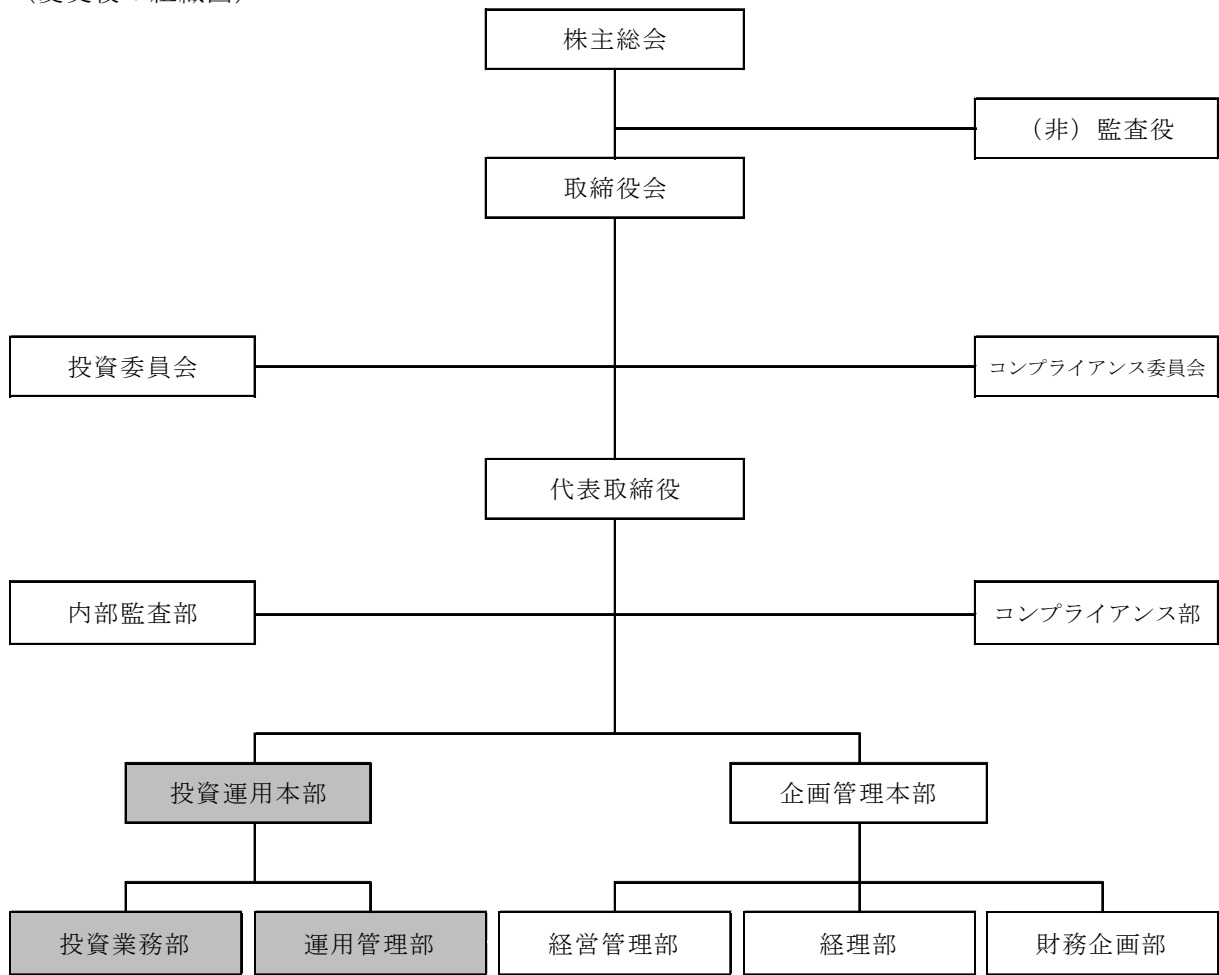 （変更後の組織図）
株主総会
（非）監査役
取締役会
投資委員会
コンプライアンス委員会
代表取締役
内部監査部
コンプライアンス部
投資運用本部
企画管理本部
投資業務部
運用管理部
経営管理部
経理部
財務企画部